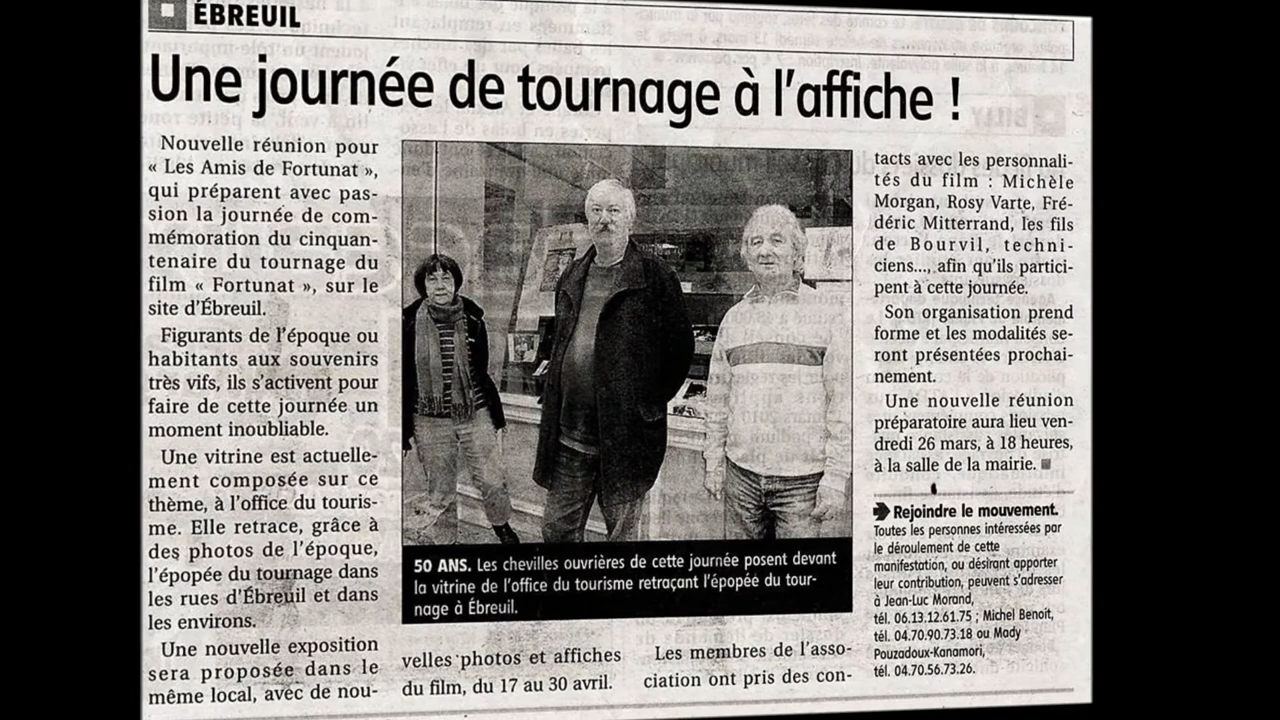 ÉBREUIL
Une journée de tournage à l'affiche !
Nouvelle réunion pour
« Les Amis de Fortunat »,
qui préparent avec pas-
sion la journée de com-
mémoration du cinquan-
tenaire du tournage du
film « Fortunat », sur le
site d'Ébreuil.
Figurants de l'époque ou
habitants aux souvenirs
très vifs, ils s'activent pour
faire de cette journée un
moment inoubliable.
Une vitrine est actuelle-
ment composée sur ce
thème, à l'office du touris-
me. Elle retrace, grâce à
des photos de l'époque,
l'épopée du tournage dans
les rues d'Ébreuil et dans
les environs.
Une nouvelle exposition
sera proposée dans le
même local, avec de nou-
50 ANS. Les chevilles ouvrières de cette journée posent devant
la vitrine de l'office du tourisme retraçant l'épopée du tour-
nage à Ébreuil.
velles photos et affiches
du film, du 17 au 30 avril.
Les membres de l'asso-
ciation ont pris des con-
tacts avec les personnali-
tés du film : Michèle
Morgan, Rosy Varte, Fré-
déric Mitterrand, les fils
de Bourvil, techni-
ciens..., afin qu'ils partici-
pent à cette journée.
Son organisation prend
forme et les modalités se-
ront présentées prochai-
nement.
Une nouvelle réunion
préparatoire aura lieu ven-
dredi 26 mars, à 18 heures,
à la salle de la mairie.
Rejoindre le mouvement.
Toutes les personnes intéressées par
le déroulement de cette
manifestation, ou désirant apporter
leur contribution, peuvent s'adresser
à Jean-Luc Morand,
tél. 06.13.12.61.75 ; Michel Benoit,
tél. 04.70.90.73.18 ou Mady
Pouzadoux-Kanamori,
tél. 04.70.56.73.26.